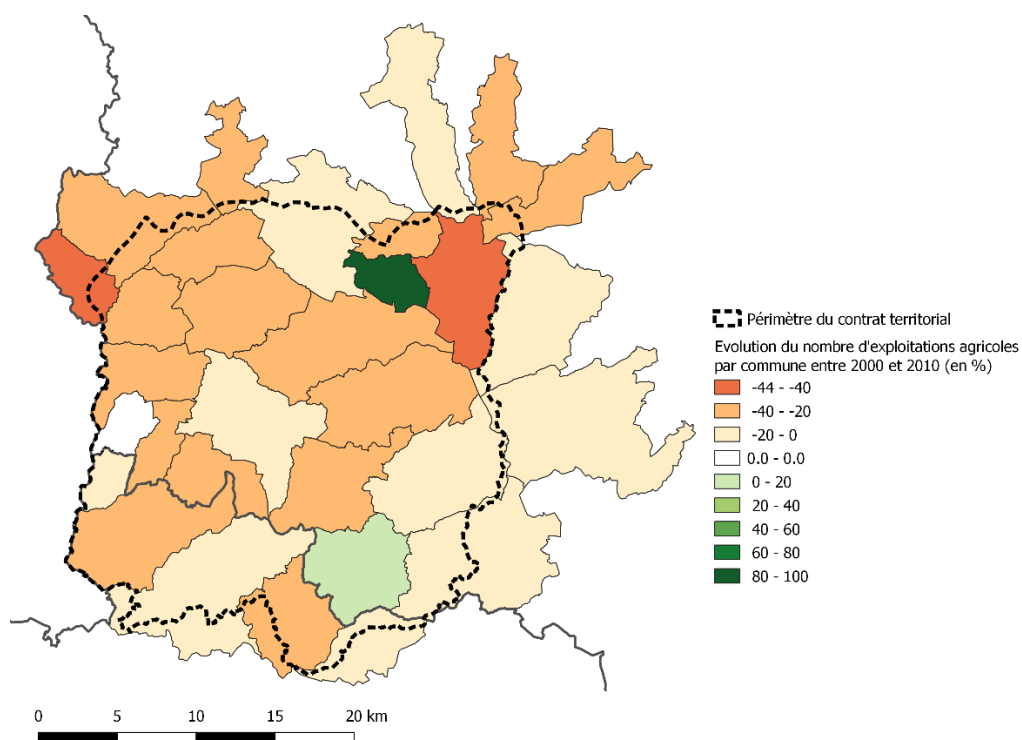 Périmètre du contrat territorial
Evolution du nombre d'exploitations agricoles
par commune entre 2000 et 2010 (en %)
-44 - -40
-40 - -20
-20 - 0
0.0 - 0.0
0 - 20
20 - 40
40 - 60
60 - 80
80 - 100
0 5 10 15 20 km